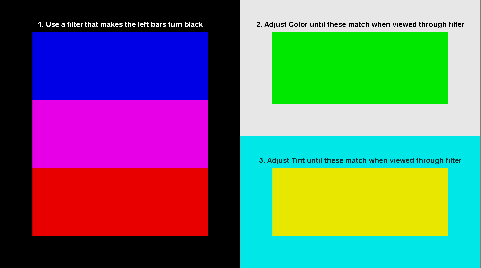 1. Use a filter that makes the left bars turn black
2. Adjust Color until these match when viewed through filter
3. Adjust Tint until these match when viewed through filter